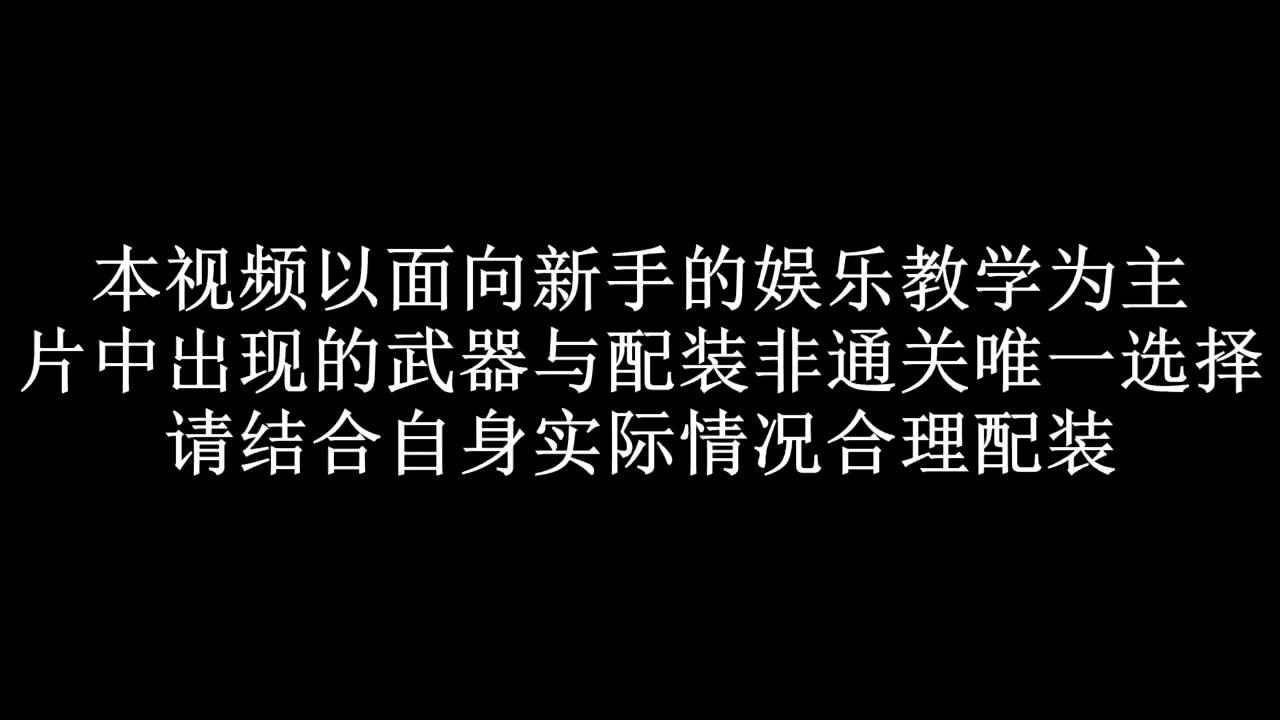 本视频以面向新手的娱乐教学为主
片中出现的武器与配装非通关唯一选择
请结合自身实际情况合理配装